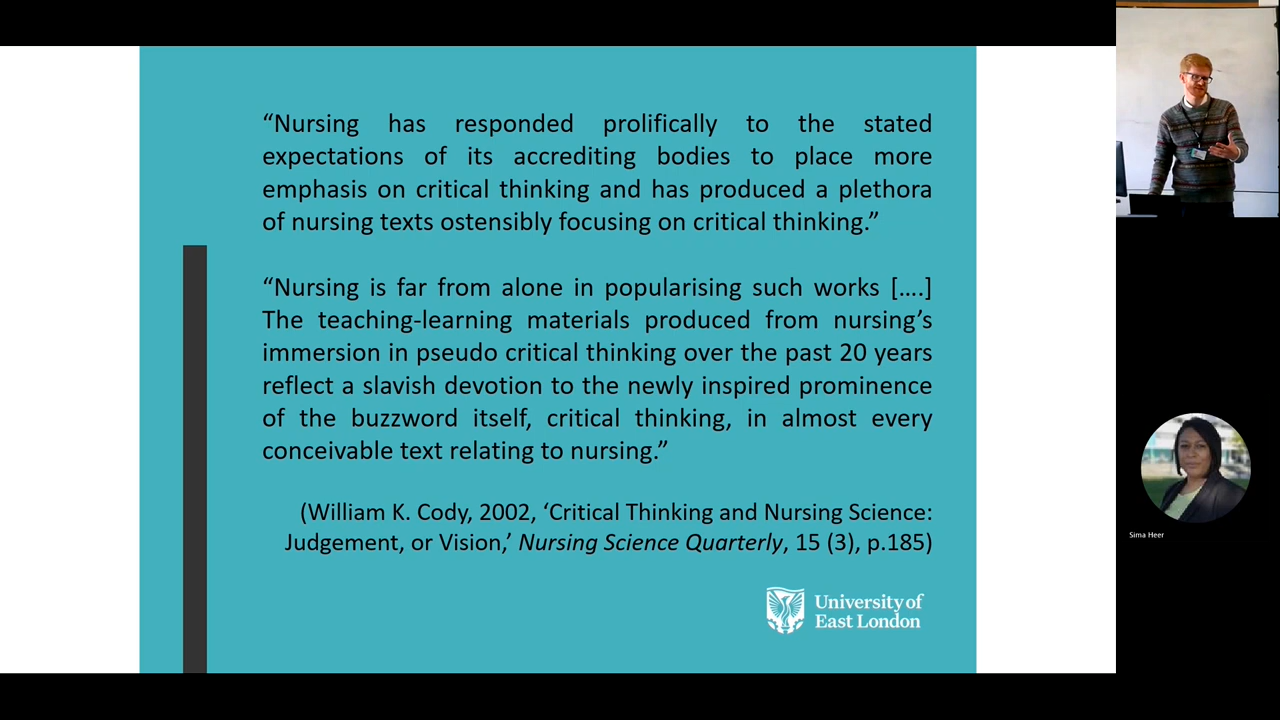 “Nursing has responded prolifically to the stated
expectations of its accrediting bodies to place more
emphasis on critical thinking and has produced a plethora
of nursing texts ostensibly focusing on critical thinking.”
“Nursing is far from alone in popularising such works [….]
The teaching-learning materials produced from nursing’s
immersion in pseudo critical thinking over the past 20 years
reflect a slavish devotion to the newly inspired prominence
of the buzzword itself, critical thinking, in almost every
conceivable text relating to nursing.”
(William K. Cody, 2002, ‘Critical Thinking and Nursing Science:
Judgement, or Vision,’ Nursing Science Quarterly, 15 (3), p.185)
University of
East London
Sima Heer